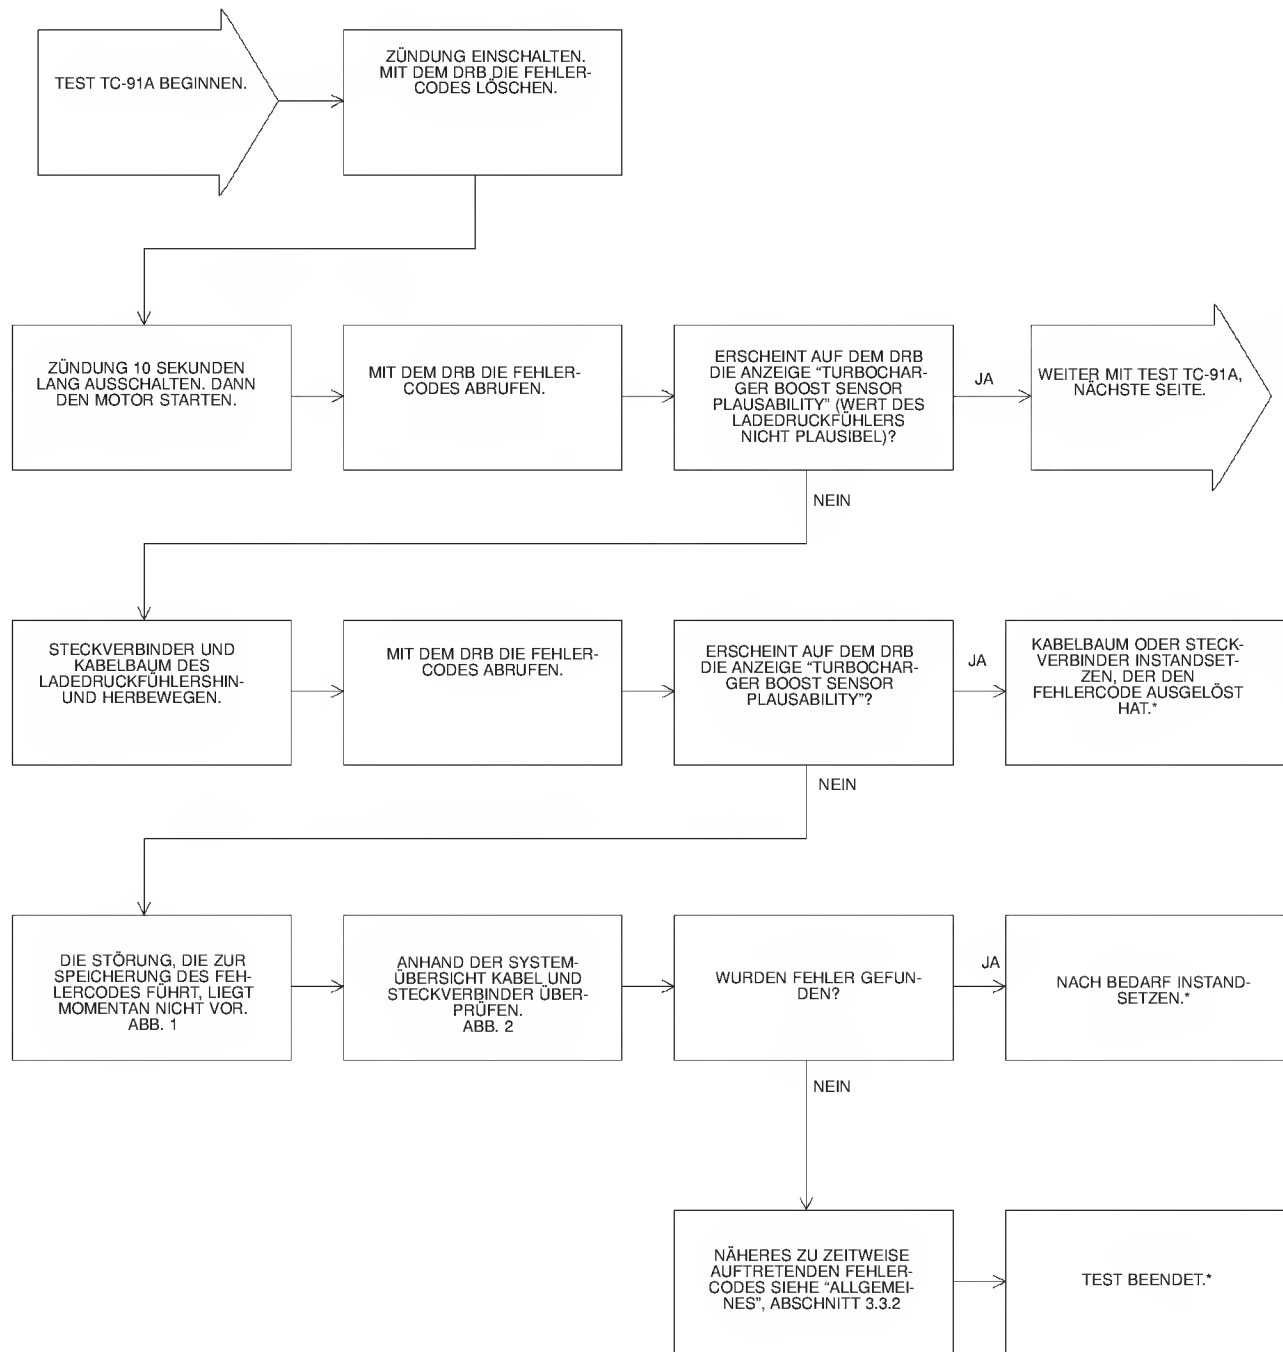 TEST TC-91A BEGINNEN.
ZÜNDUNG EINSCHALTEN.
MIT DEM DRB DIE FEHLER-
CODES LÖSCHEN.
ZÜNDUNG 10 SEKUNDEN
LANG AUSSCHALTEN. DANN
DEN MOTOR STARTEN.
MIT DEM DRB DIE FEHLER-
CODES ABRUFEN.
ERSCHEINT AUF DEM DRB
DIE ANZEIGE “TURBOCHAR-
GER BOOST SENSOR
PLAUSABILITY” (WERT DES
LADEDRUCKFÜHLERS
NICHT PLAUSIBEL)?
JA
WEITER MIT TEST TC-91A,
NÄCHSTE SEITE.
NEIN
STECKVERBINDER UND
KABELBAUM DES
LADEDRUCKFÜHLERSHIN-
UND HERBEWEGEN.
MIT DEM DRB DIE FEHLER-
CODES ABRUFEN.
ERSCHEINT AUF DEM DRB
DIE ANZEIGE “TURBOCHAR-
GER BOOST SENSOR
PLAUSABILITY”?
JA
KABELBAUM ODER STECK-
VERBINDER INSTANDSET-
ZEN, DER DEN
FEHLERCODE AUSGELÖST
HAT.*
NEIN
DIE STÖRUNG, DIE ZUR
SPEICHERUNG DES FEH-
LERCODES FÜHRT, LIEGT
MOMENTAN NICHT VOR.
ABB. 1
ANHAND DER SYSTEM-
ÜBERSICHT KABEL UND
STECKVERBINDER ÜBER-
PRÜFEN.
ABB. 2
WURDEN FEHLER GEFUN-
DEN?
JA
NACH BEDARF INSTAND-
SETZEN.*
NEIN
NÄHERES ZU ZEITWEISE
AUFTRETENDEN FEHLER-
CODES SIEHE “ALLGEMEI-
NES”, ABSCHNITT 3.3.2
TEST BEENDET.*